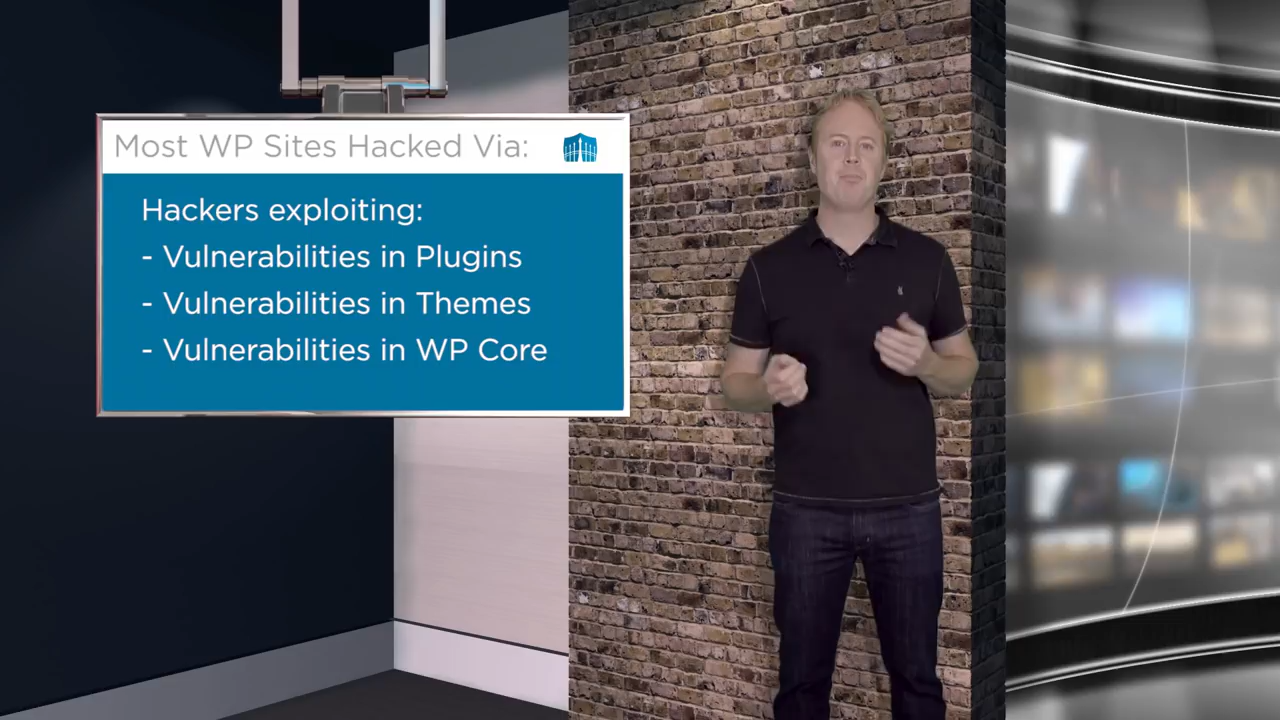 Most WP Sites Hacked Via:
Hackers exploiting:
- Vulnerabilities in Plugins
- Vulnerabilities in Themes
- Vulnerabilities in WP Core